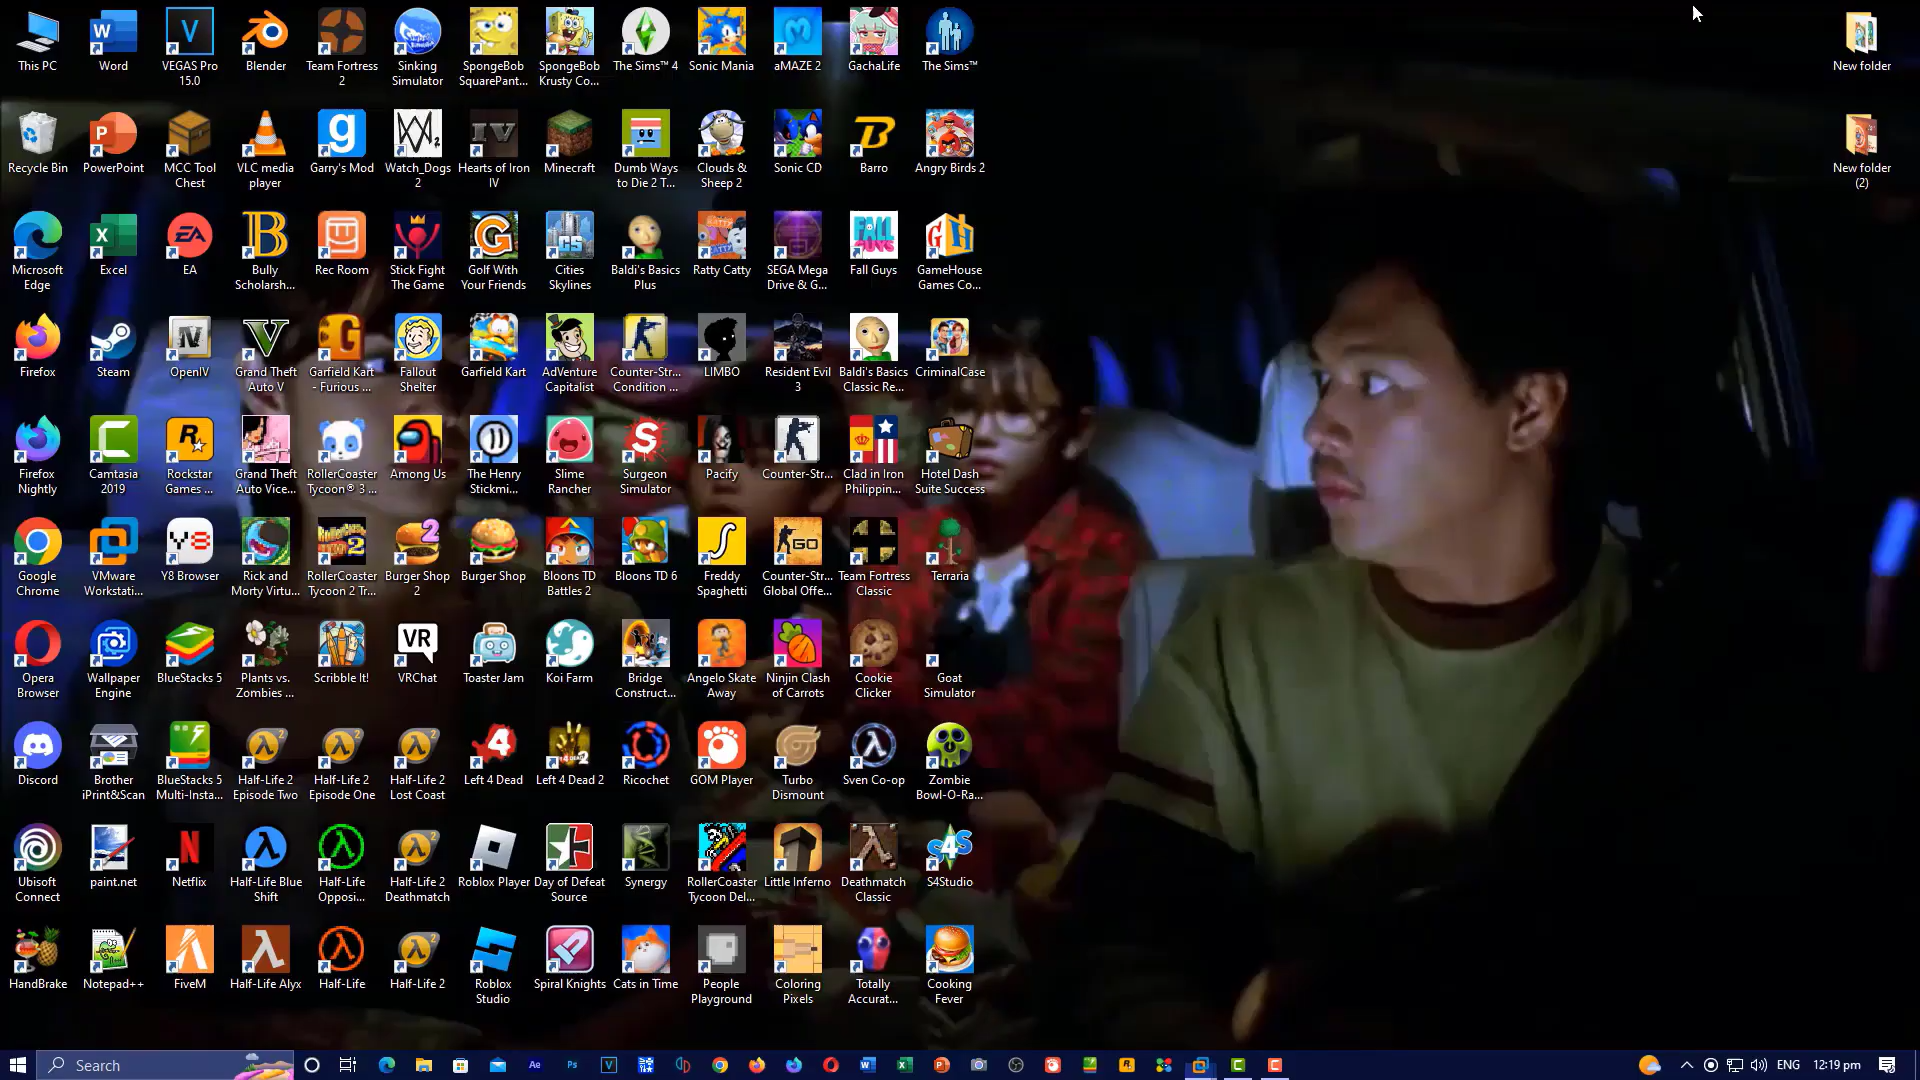 This PC
Word
VEGAS Pro
15.0
Blender
Team Fortress
2
Sinking
Simulator
SpongeBob
SquarePant...
SpongeBob
Krusty Co...
The Sims™ 4
Sonic Mania
aMAZE 2
GachaLife
The Sims™
New folder
Recycle Bin
PowerPoint
MCC Tool
Chest
VLC media
player
Garry's Mod
Watch_Dogs
2
Hearts of Iron
IV
Minecraft
Dumb Ways
to Die 2 T...
Clouds &
Sheep 2
Sonic CD
Barro
Angry Birds 2
New folder
(2)
Microsoft
Edge
Excel
EA
Bully
Scholarsh...
Rec Room
Stick Fight
The Game
Golf With
Your Friends
Cities
Skylines
Baldi's Basics
Plus
Ratty Catty
SEGA Mega
Drive & G...
Fall Guys
GameHouse
Games Co...
Firefox
Steam
OpenIV
Grand Theft
Auto V
Garfield Kart
- Furious ...
Fallout
Shelter
Garfield Kart
AdVenture
Capitalist
Counter-Str...
Condition ...
LIMBO
Resident Evil
3
Baldi's Basics
Classic Re...
CriminalCase
Firefox
Nightly
Camtasia
2019
Rockstar
Games ...
Grand Theft
Auto Vice...
RollerCoaster
Tycoon® 3 ...
Among Us
The Henry
Stickmi...
Slime
Rancher
Surgeon
Simulator
Pacify
Counter-Str...
Clad in Iron
Philippin...
Hotel Dash
Suite Success
Google
Chrome
VMware
Workstati...
Y8 Browser
Rick and
Morty Virtu...
RollerCoaster
Tycoon 2 Tr...
Burger Shop
2
Burger Shop
Bloons TD
Battles 2
Bloons TD 6
Freddy
Spaghetti
Counter-Str...
Global Offe...
Team Fortress
Classic
Terraria
Opera
Browser
Wallpaper
Engine
BlueStacks 5
Plants vs.
Zombies ...
Scribble It!
VRChat
Toaster Jam
Koi Farm
Bridge
Construct...
Angelo Skate
Away
Ninjin Clash
of Carrots
Cookie
Clicker
Goat
Simulator
Discord
Brother
iPrint&Scan
BlueStacks 5
Multi-Insta...
Half-Life 2
Episode Two
Half-Life 2
Episode One
Half-Life 2
Lost Coast
Left 4 Dead
Left 4 Dead 2
Ricochet
GOM Player
Turbo
Dismount
Sven Co-op
Zombie
Bowl-O-Ra...
Ubisoft
Connect
paint.net
Netflix
Half-Life Blue
Shift
Half-Life
Opposi...
Half-Life 2
Deathmatch
Roblox Player
Day of Defeat
Source
Synergy
RollerCoaster
Tycoon Del...
Little Inferno
Deathmatch
Classic
S4Studio
HandBrake
Notepad++
FiveM
Half-Life Alyx
Half-Life
Half-Life 2
Roblox
Studio
Spiral Knights
Cats in Time
People
Playground
Coloring
Pixels
Totally
Accurat...
Cooking
Fever
Search
ENG
12:19 pm